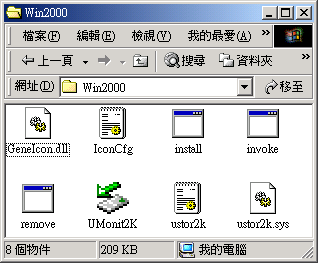 Win2000
檔案(F) 編輯(E) 檢視(V) 我的最愛(A) »
上一頁 搜尋 資料夾 »
網址(D) Win2000 移至
GeneIcon.dll IconCfg install invoke
remove UMonit2K ustor2k ustor2k.sys
8 個物件 209 KB 我的電腦